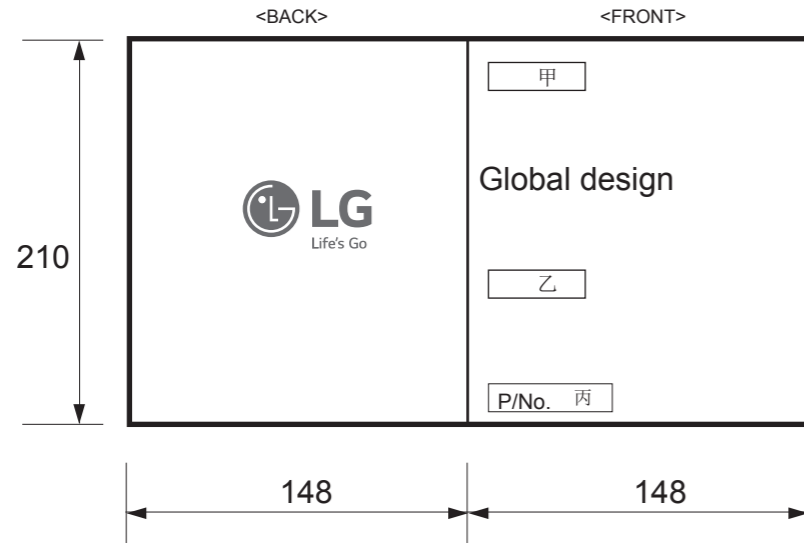 <BACK>
<FRONT>
甲
Global design
LG
Life's Go
210
乙
P/No. 丙
148
148